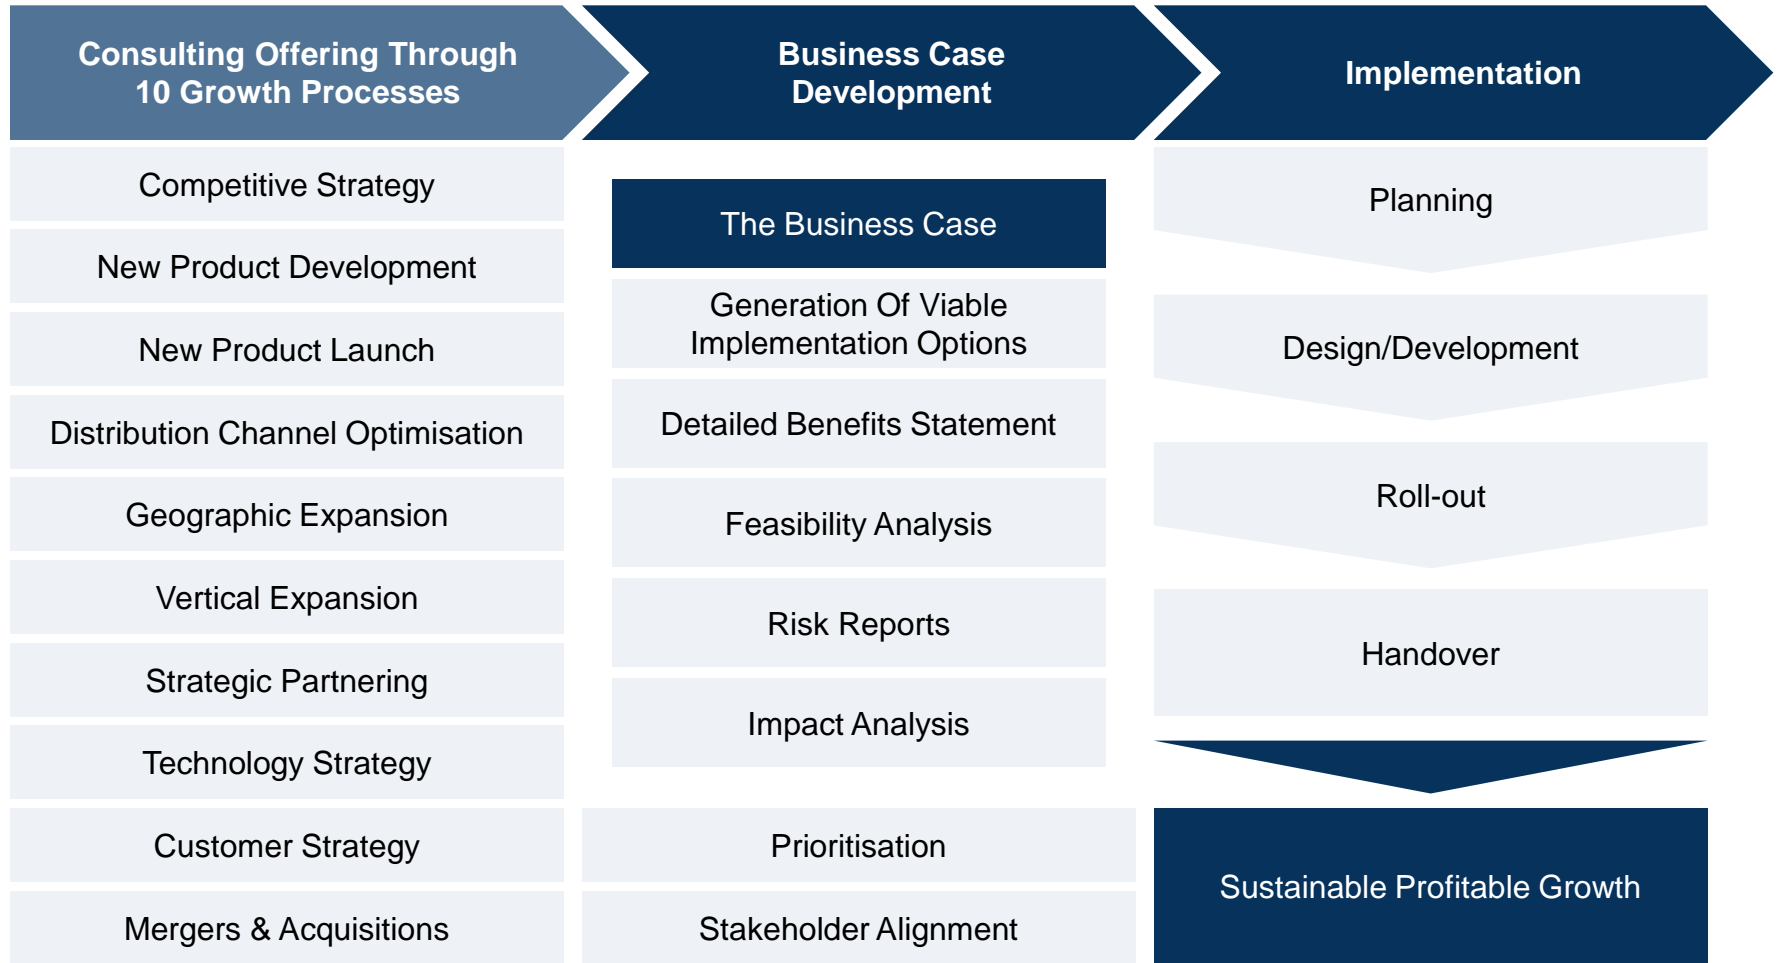 Consulting Offering Through
10 Growth Processes
Competitive Strategy
New Product Development
New Product Launch
Distribution Channel Optimisation
Geographic Expansion
Vertical Expansion
Strategic Partnering
Technology Strategy
Customer Strategy
Mergers & Acquisitions
Business Case
Development
The Business Case
Generation Of Viable
Implementation Options
Detailed Benefits Statement
Feasibility Analysis
Risk Reports
Impact Analysis
Prioritisation
Stakeholder Alignment
Implementation
Planning
Design/Development
Roll-out
Handover
Sustainable Profitable Growth